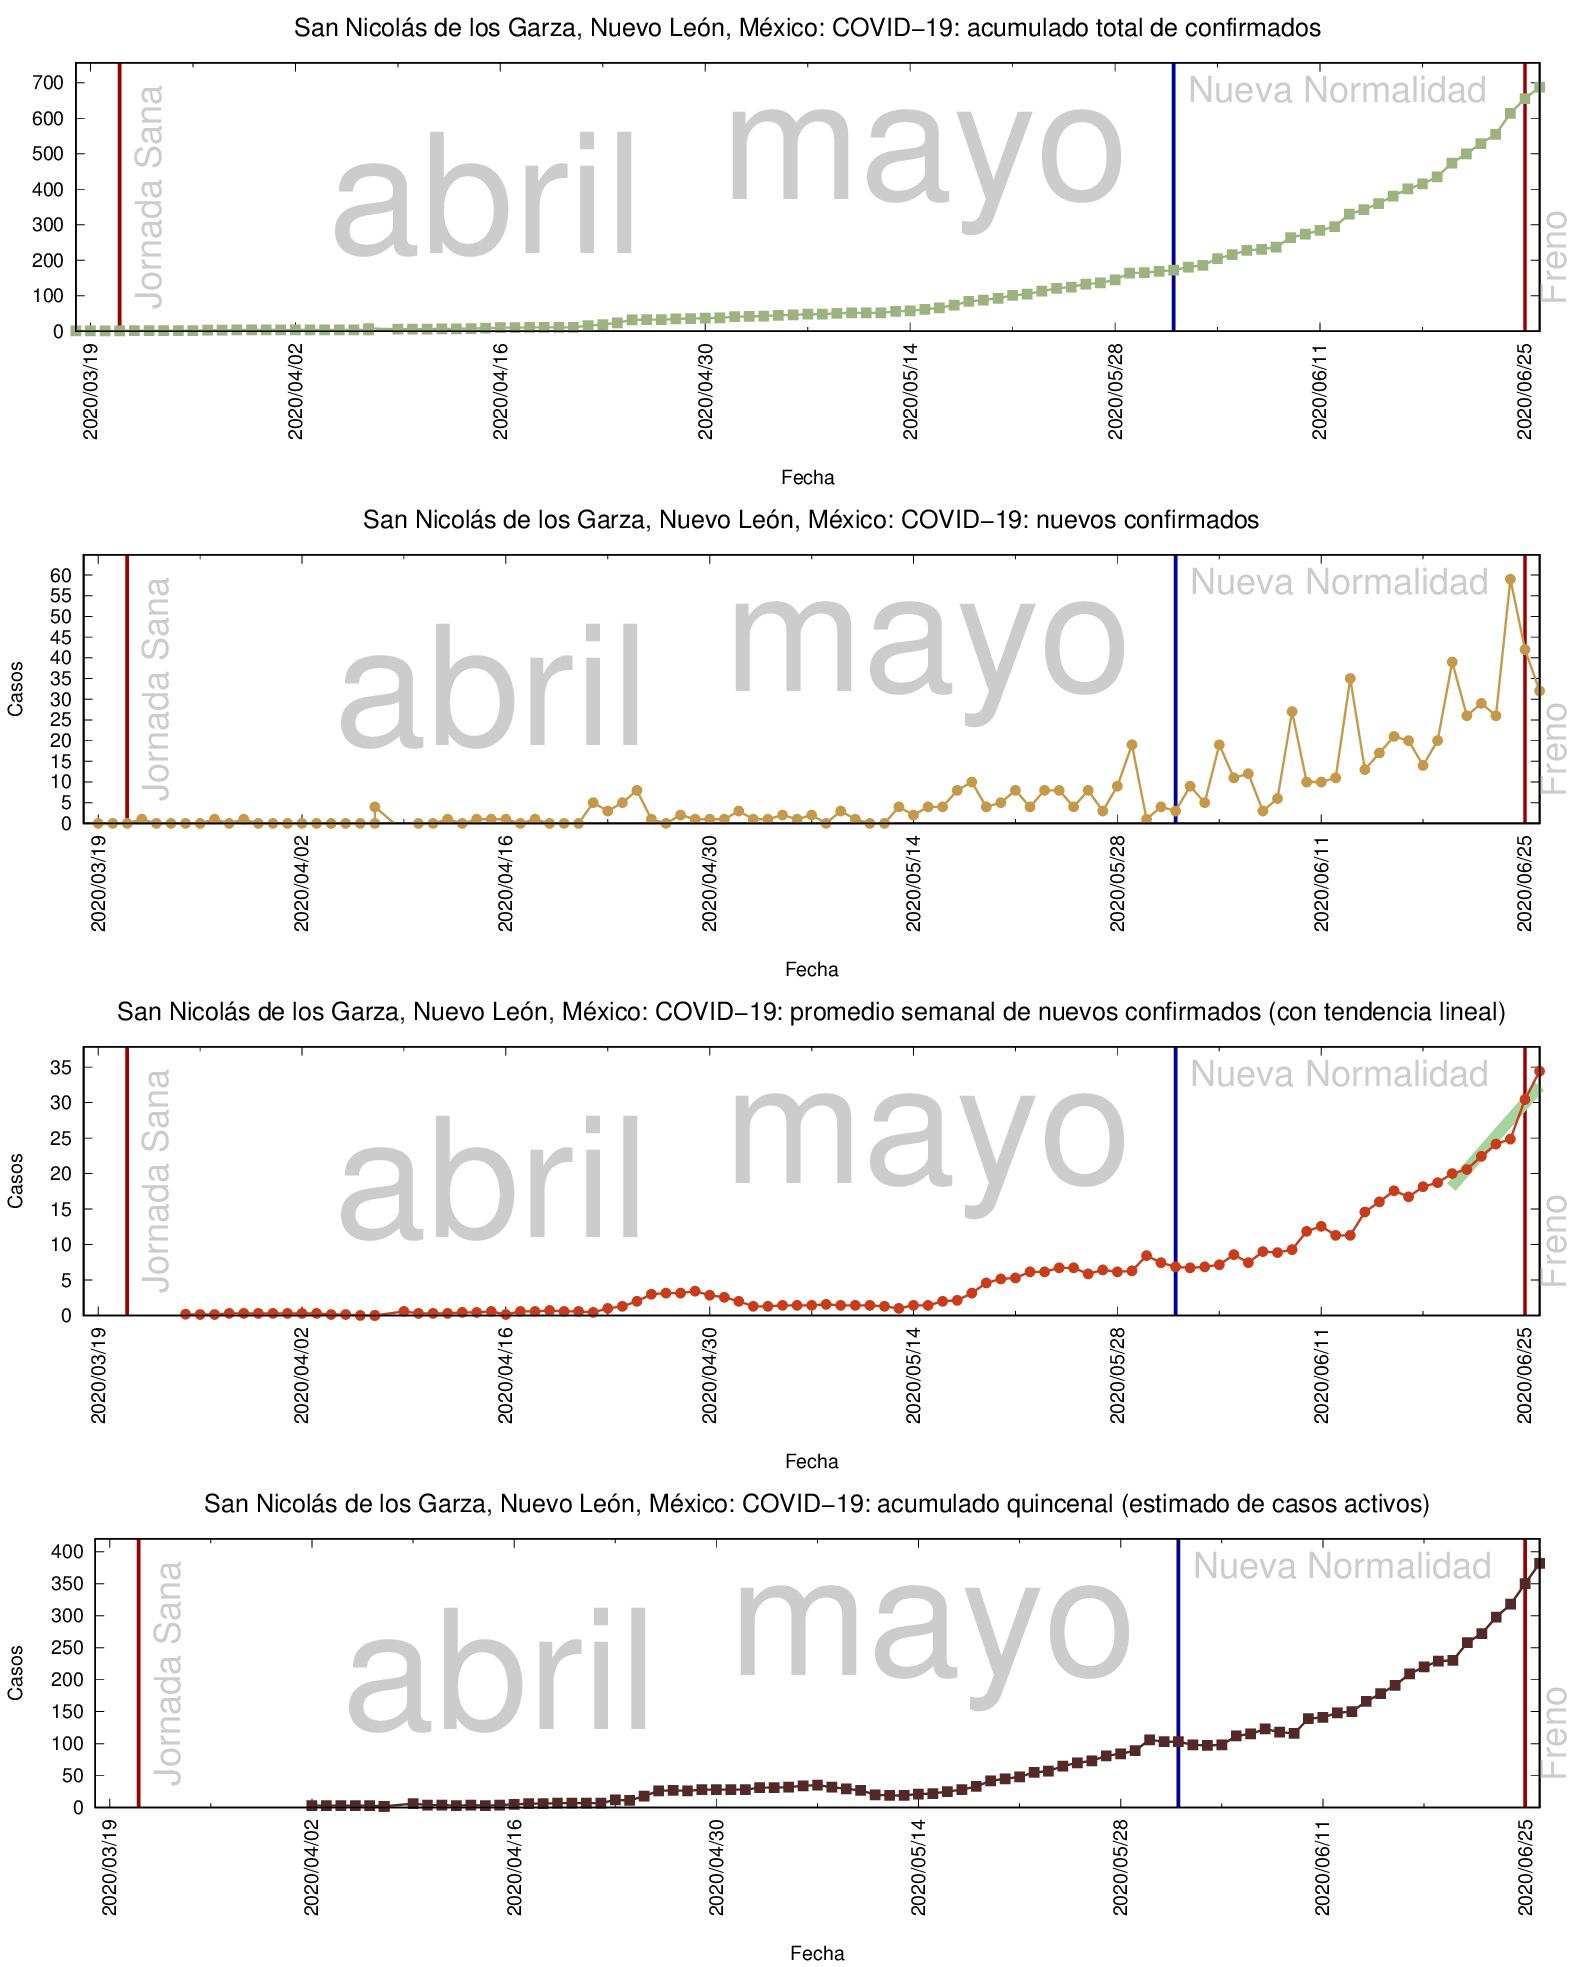 San Nicolás de los Garza, Nuevo León, México: COVID−19: acumulado total de confirmados
700
600
500
400
300
200
100
0
Jornada Sana
abril
mayo
Nueva Normalidad
Freno
2020/03/19
2020/04/02
2020/04/16
2020/04/30
2020/05/14
2020/05/28
2020/06/11
2020/06/25
Fecha
San Nicolás de los Garza, Nuevo León, México: COVID−19: nuevos confirmados
Casos
60
55
50
45
40
35
30
25
20
15
10
5
0
Jornada Sana
abril
mayo
Nueva Normalidad
Freno
2020/03/19
2020/04/02
2020/04/16
2020/04/30
2020/05/14
2020/05/28
2020/06/11
2020/06/25
Fecha
San Nicolás de los Garza, Nuevo León, México: COVID−19: promedio semanal de nuevos confirmados (con tendencia lineal)
Casos
35
30
25
20
15
10
5
0
Jornada Sana
abril
mayo
Nueva Normalidad
Freno
2020/03/19
2020/04/02
2020/04/16
2020/04/30
2020/05/14
2020/05/28
2020/06/11
2020/06/25
Fecha
San Nicolás de los Garza, Nuevo León, México: COVID−19: acumulado quincenal (estimado de casos activos)
Casos
400
350
300
250
200
150
100
50
0
Jornada Sana
abril
mayo
Nueva Normalidad
Freno
2020/03/19
2020/04/02
2020/04/16
2020/04/30
2020/05/14
2020/05/28
2020/06/11
2020/06/25
Fecha